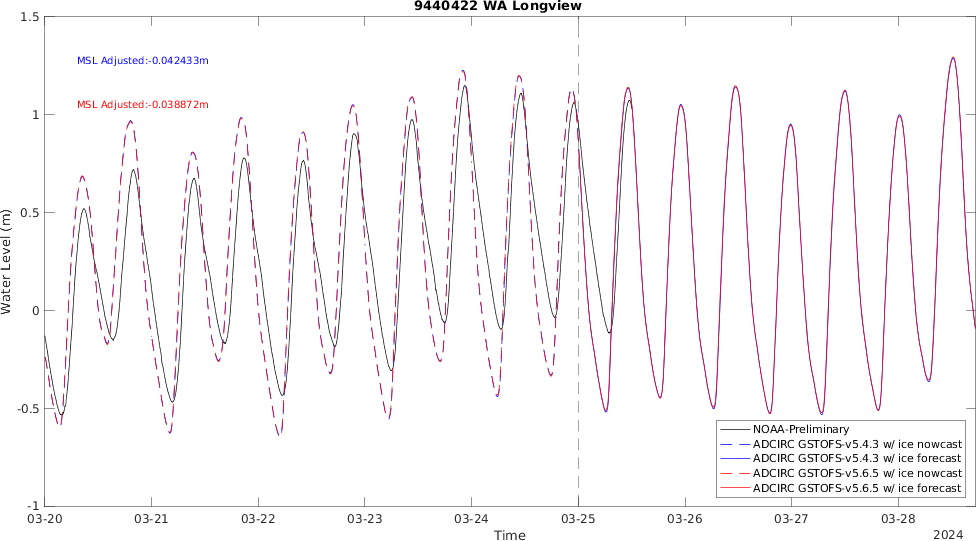 9440422 WA Longview
1.5
MSL Adjusted:-0.042433m
MSL Adjusted:-0.038872m
1
0.5
0
-0.5
-1
Water Level (m)
NOAA-Preliminary
ADCIRC GSTOFS-v5.4.3 w/ ice nowcast
ADCIRC GSTOFS-v5.4.3 w/ ice forecast
ADCIRC GSTOFS-v5.6.5 w/ ice nowcast
ADCIRC GSTOFS-v5.6.5 w/ ice forecast
03-20 03-21 03-22 03-23 03-24 03-25 03-26 03-27 03-28
Time
2024